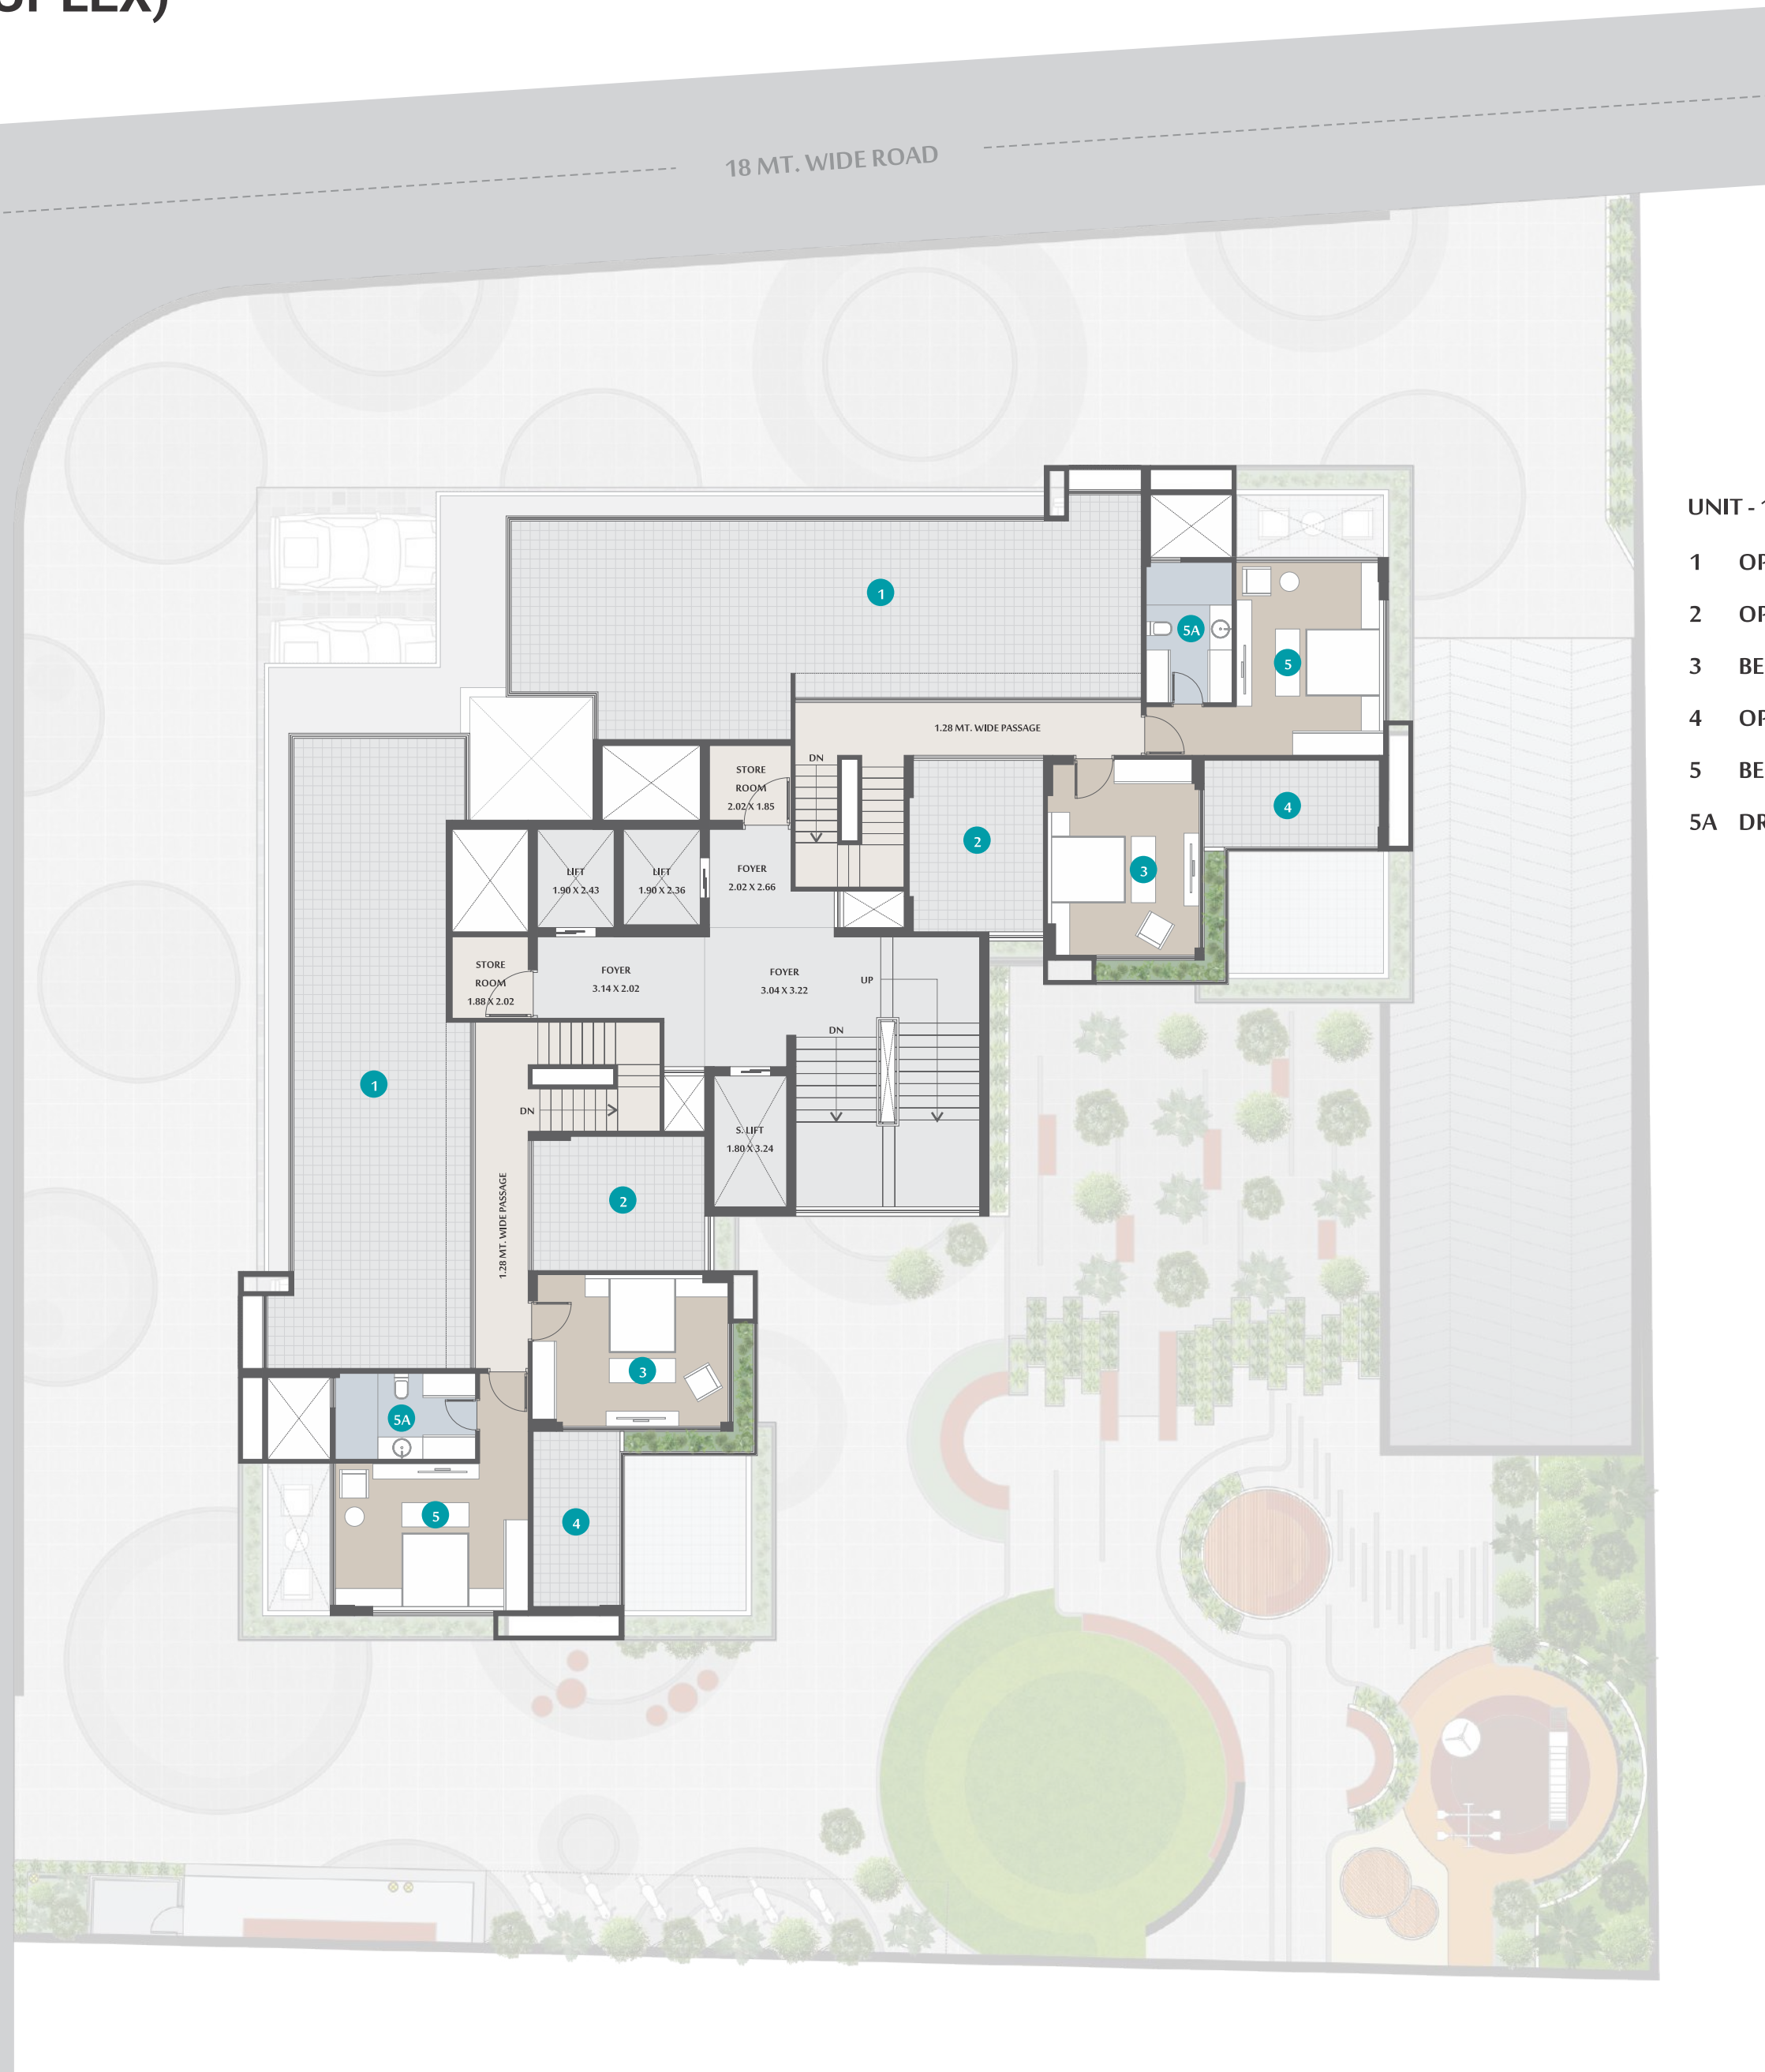 18 MT. WIDE ROAD
UNIT -
1
2
3
4
5
5A
1
5A
5
1.28 MT. WIDE PASSAGE
DN
STORE
ROOM
2.02 X 1.85
4
2
3
LIFT
1.90 X 2.43
LIFT
1.90 X 2.36
FOYER
2.02 X 2.66
STORE
ROOM
1.88 X 2.02
FOYER
3.14 X 2.02
FOYER
3.04 X 3.22
UP
DN
1
DN
S. LIFT
1.80 X 3.24
2
1.28 MT. WIDE PASSAGE
3
5A
5
4